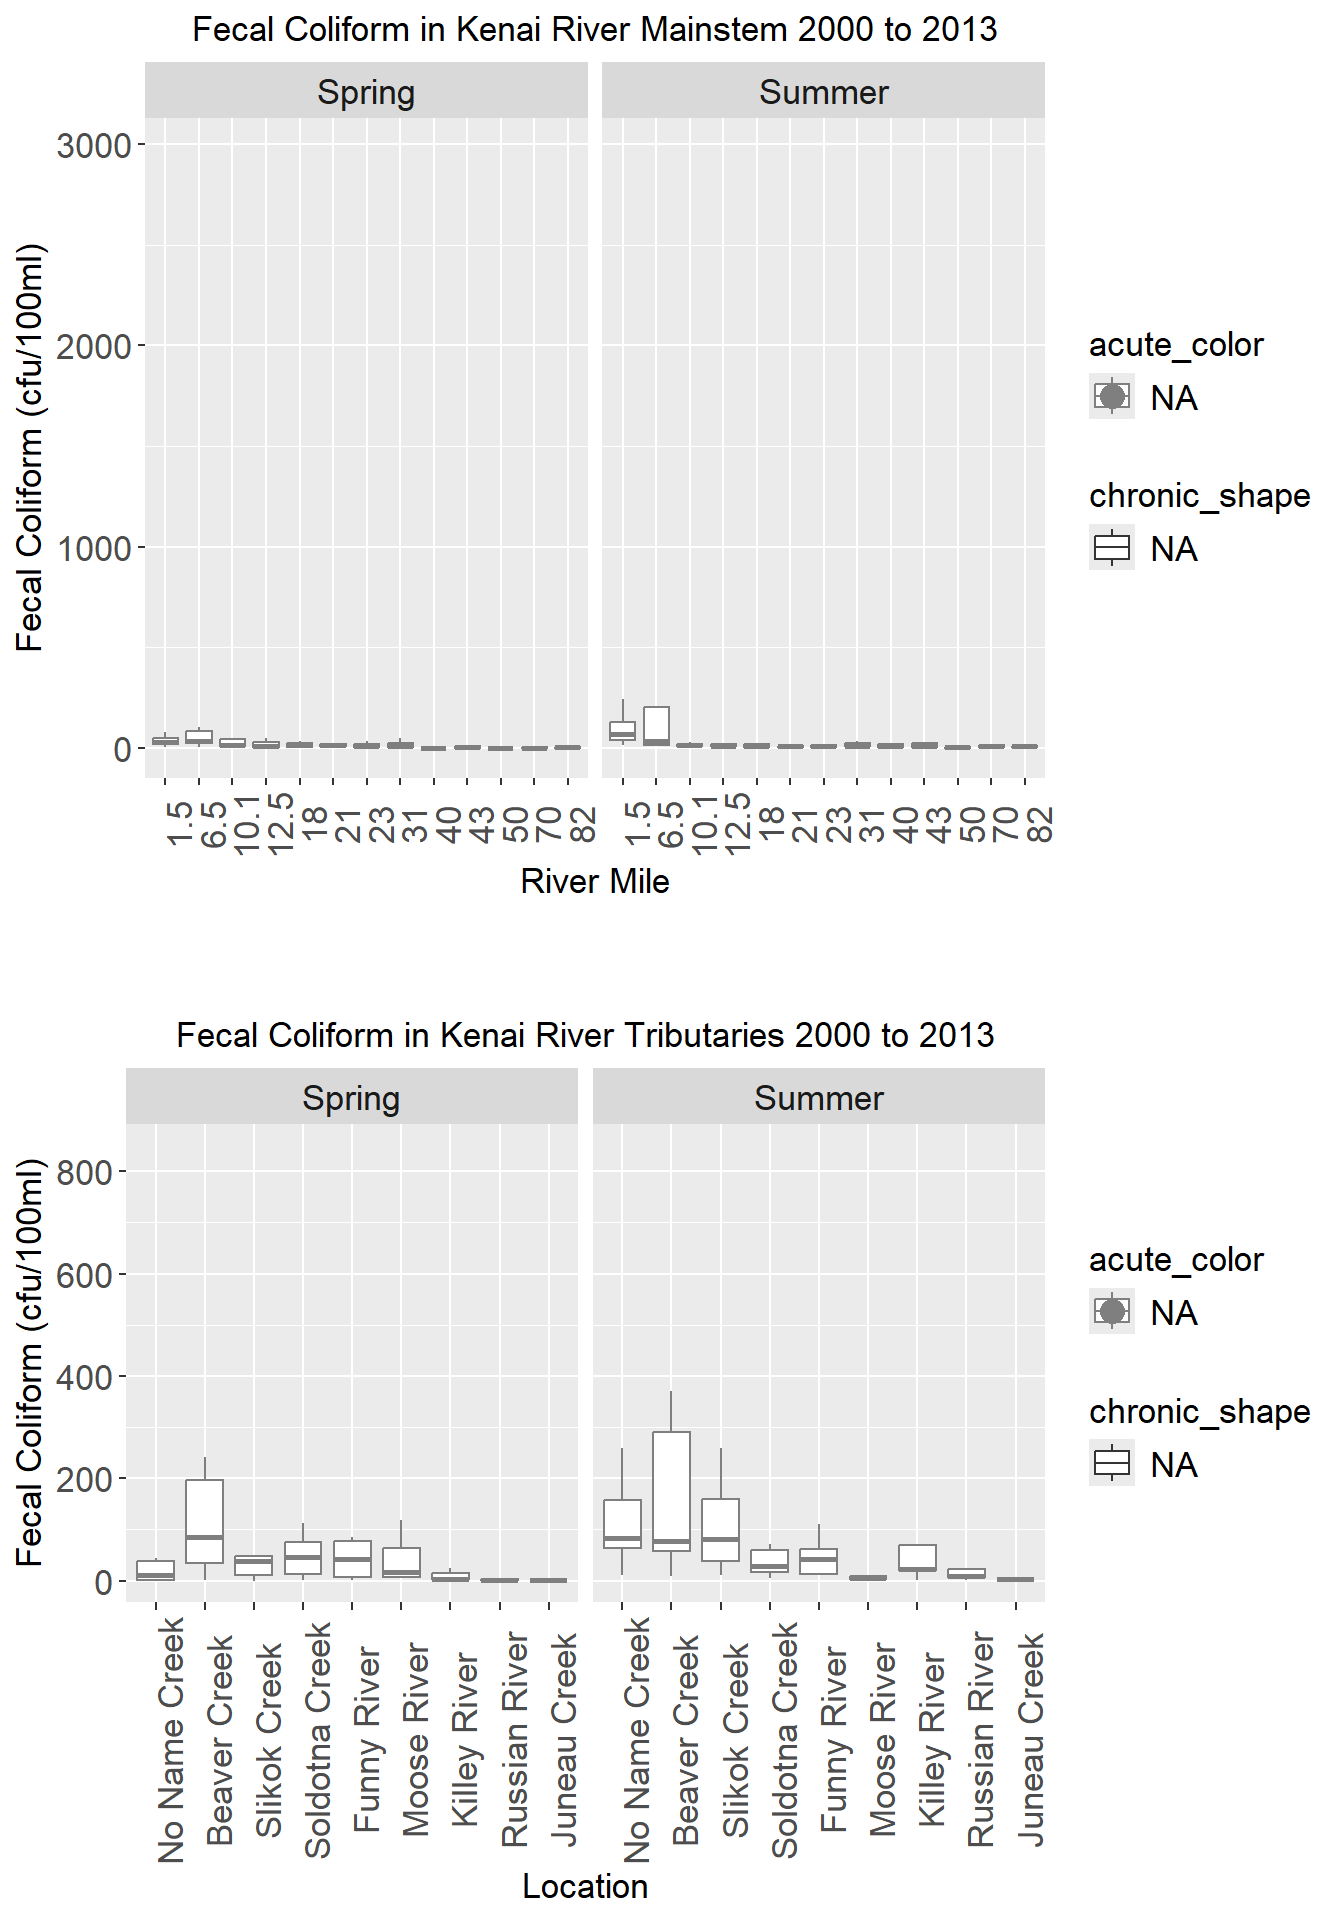 Fecal Coliform in Kenai River Mainstem 2000 to 2013
Spring
Summer
Fecal Coliform (cfu/100ml)
3000
2000
1000
0
1.5
6.5
10.1
12.5
18
21
23
31
40
43
50
70
82
1.5
6.5
10.1
12.5
18
21
23
31
40
43
50
70
82
River Mile
acute_color
NA
chronic_shape
NA
Fecal Coliform in Kenai River Tributaries 2000 to 2013
Spring
Summer
Fecal Coliform (cfu/100ml)
800
600
400
200
0
No Name Creek
Beaver Creek
Slikok Creek
Soldotna Creek
Funny River
Moose River
Killey River
Russian River
Juneau Creek
No Name Creek
Beaver Creek
Slikok Creek
Soldotna Creek
Funny River
Moose River
Killey River
Russian River
Juneau Creek
Location
acute_color
NA
chronic_shape
NA